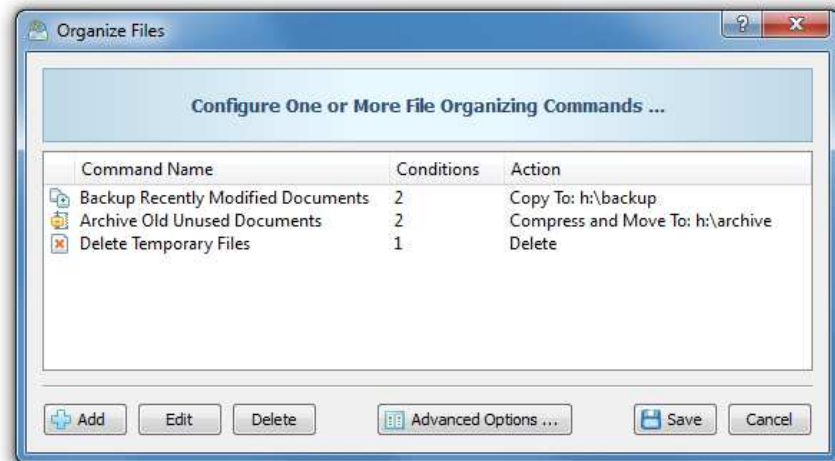 Organize Files
?
X
Configure One or More File Organizing Commands ...
Command Name Conditions Action
Backup Recently Modified Documents 2 Copy To: h:\backup
Archive Old Unused Documents 2 Compress and Move To: h:\archive
Delete Temporary Files 1 Delete
Add Edit Delete Advanced Options ... Save Cancel